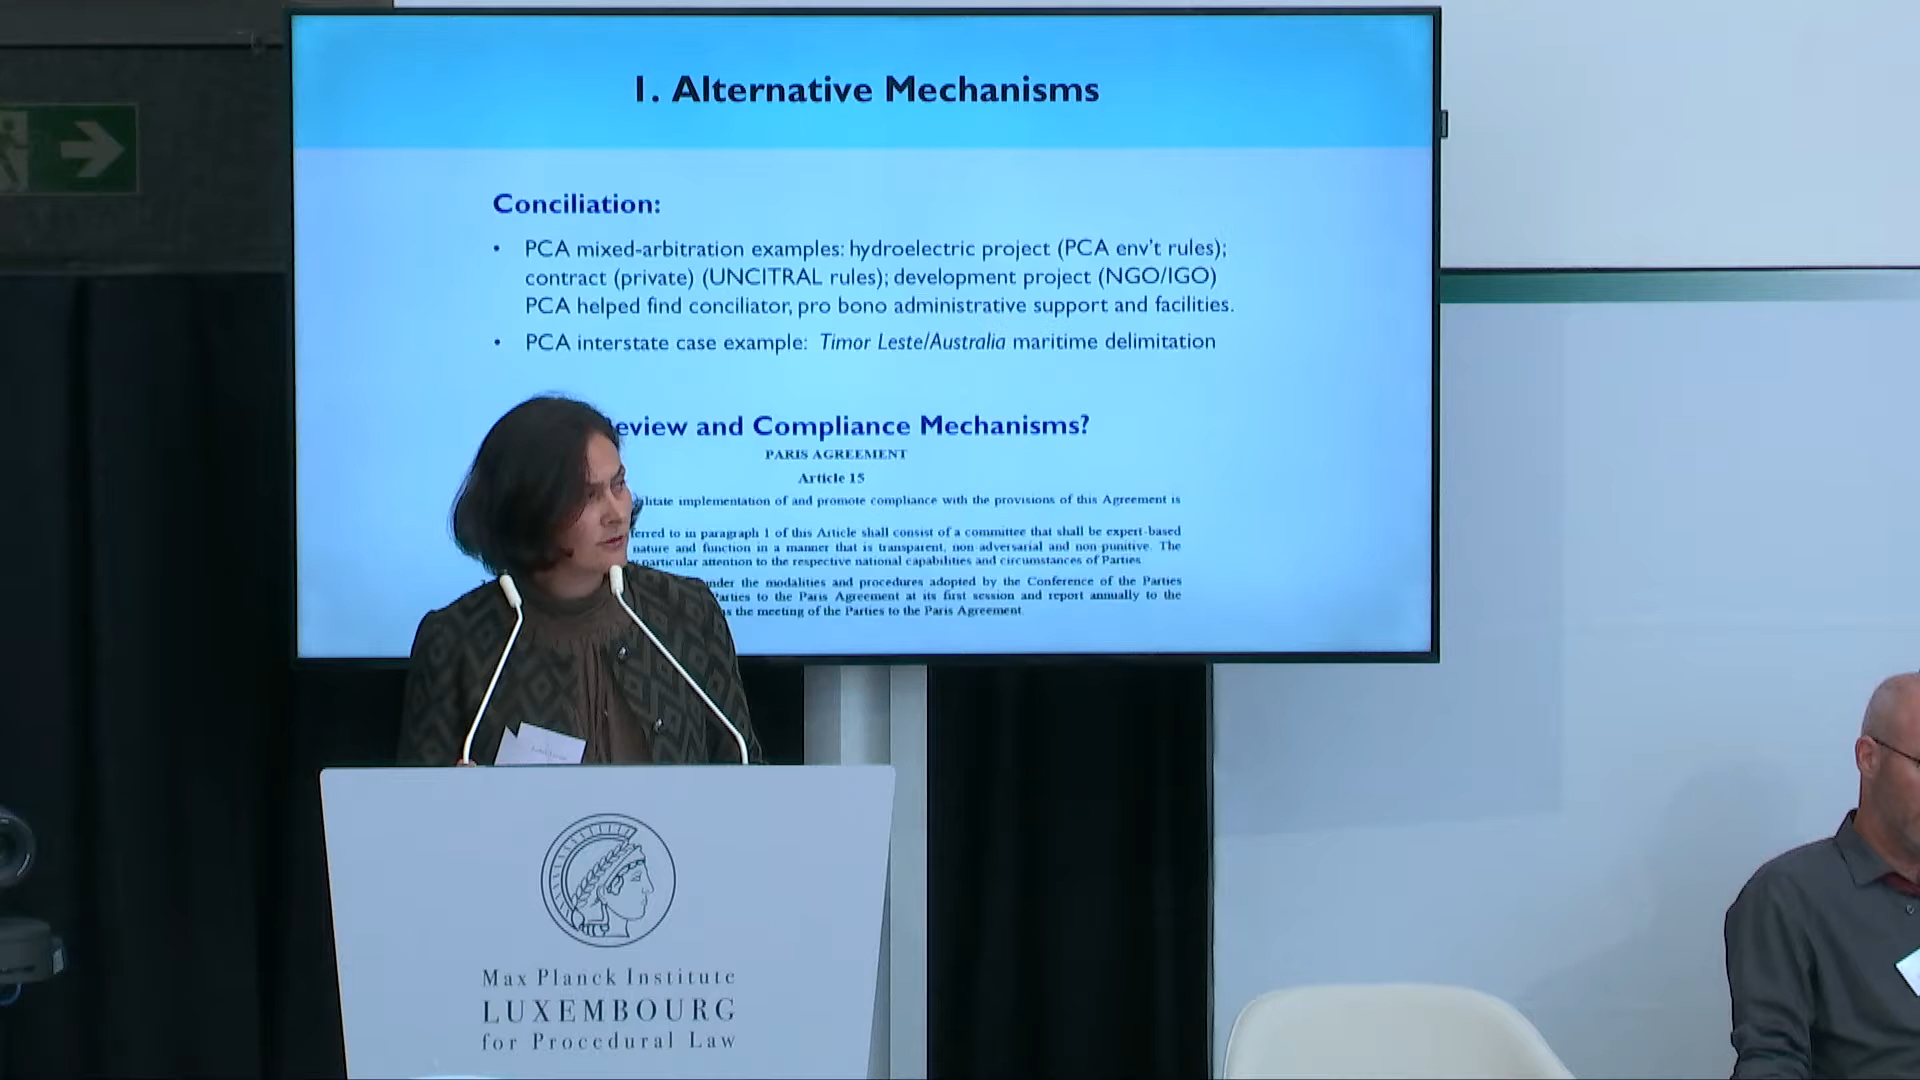 1. Alternative Mechanisms
Conciliation:
• PCA mixed-arbitration examples: hydroelectric project (PCA env't rules);
contract (private) (UNCITRAL rules); development project (NGO/IGO)
PCA helped find conciliator, pro bono administrative support and facilities.
• PCA interstate case example: Timor Leste/Australia maritime delimitation
eview and Compliance Mechanisms?
PARIS AGREEMENT
Article 15
implementation of and promote compliance with the provisions of this Agreement is
to in paragraph 1 of this Article shall consist of a committee that shall be expert-based
nature and function in a manner that is transparent, non-adversarial and non-punitive. The
particular attention to the respective national capabilities and circumstances of Parties
under the modalities and procedures adopted by the Conference of the Parties
Parties to the Paris Agreement at its first session and report annually to the
the meeting of the Parties to the Paris Agreement
Max Planck Institute
LUXEMBOURG
for Procedural Law